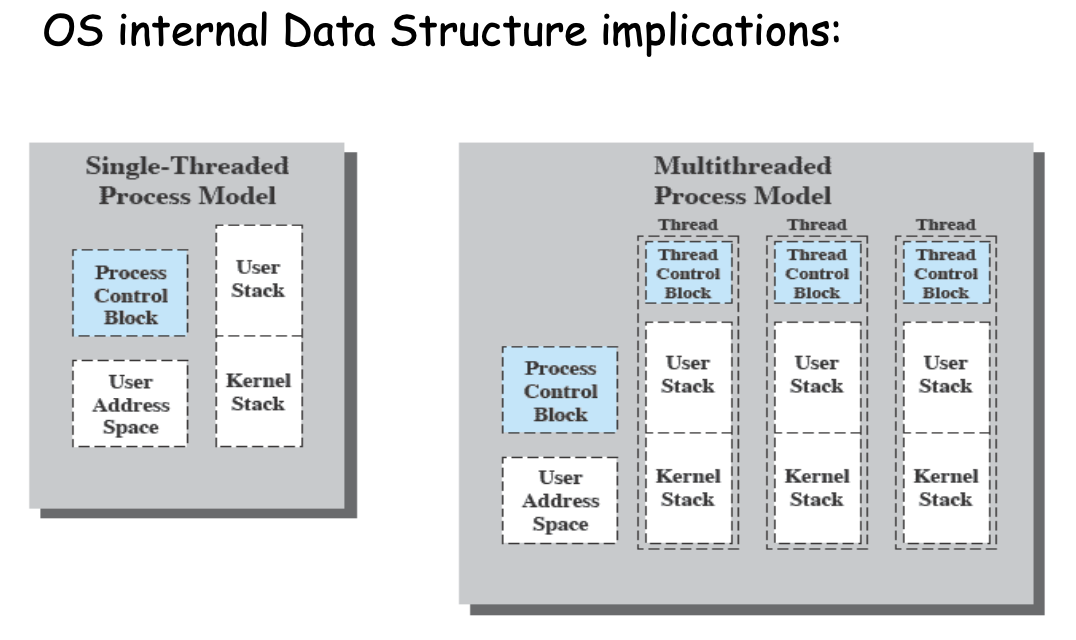 OS internal Data Structure implications:
Single-Threaded
Process Model
Process
Control
Block
User
Address
Space
User
Stack
Kernel
Stack
Multithreaded
Process Model
Process
Control
Block
User
Address
Space
Thread
Thread
Control
Block
User
Stack
Kernel
Stack
Thread
Thread
Control
Block
User
Stack
Kernel
Stack
Thread
Thread
Control
Block
User
Stack
Kernel
Stack